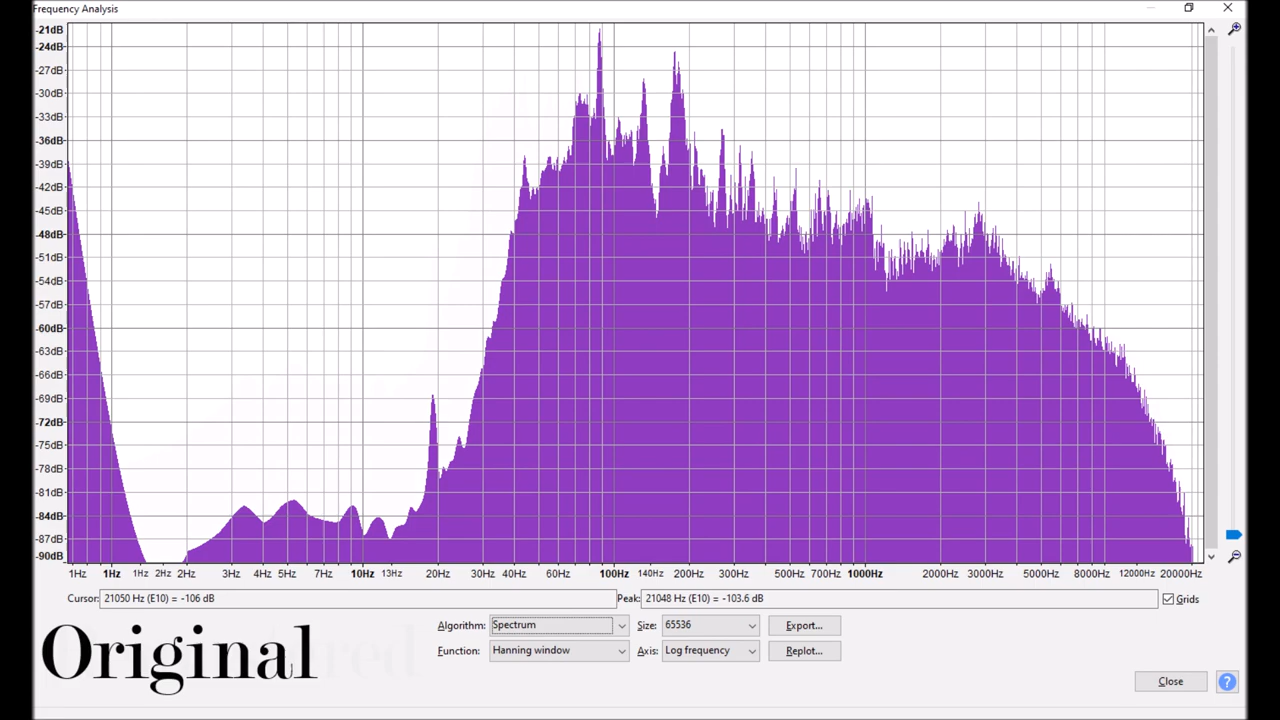 Frequency Analysis
-21dB
-24dB
-27dB
-30dB
-33dB
-36dB
-39dB
-42dB
-45dB
-48dB
-51dB
-54dB
-57dB
-60dB
-63dB
-66dB
-69dB
-72dB
-75dB
-78dB
-81dB
-84dB
-87dB
-90dB
1Hz 1Hz 1Hz 2Hz 2Hz 3Hz 4Hz 5Hz 7Hz 10Hz 13Hz 20Hz 30Hz 40Hz 60Hz 100Hz 140Hz 200Hz 300Hz 500Hz 700Hz 1000Hz 2000Hz 3000Hz 5000Hz 8000Hz 12000Hz 20000Hz
Cursor: 21050 Hz (E10) = -106 dB Peak: 21048 Hz (E10) = -103.6 dB Grids
Algorithm: Spectrum Size: 65536 Export...
Function: Hanning window Axis: Log frequency Replot...
Original
Close ?